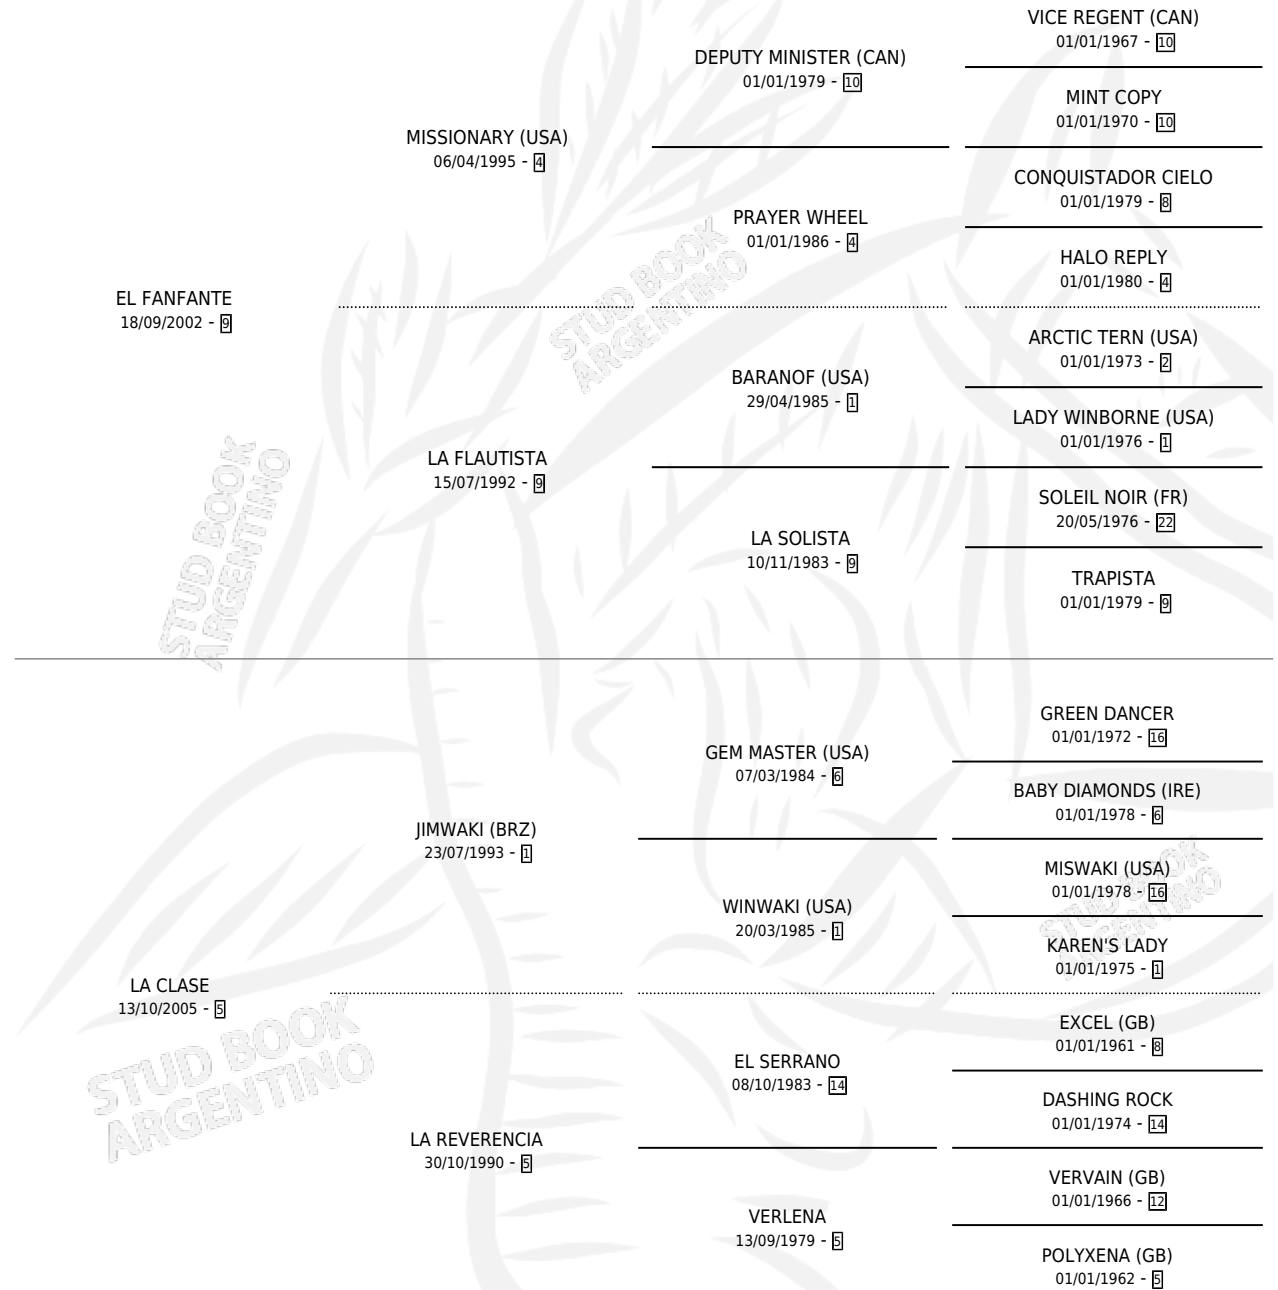 VICE REGENT (CAN)
01/01/1967 - 10
DEPUTY MINISTER (CAN)
01/01/1979 - 10
MINT COPY
01/01/1970 - 10
MISSIONARY (USA)
06/04/1995 - 4
CONQUISTADOR CIELO
01/01/1979 - 8
PRAYER WHEEL
01/01/1986 - 4
HALO REPLY
01/01/1980 - 4
EL FANFANTE
18/09/2002 - 9
STUD BOOK
ARGENTINO
ARCTIC TERN (USA)
01/01/1973 - 2
BARANOF (USA)
29/04/1985 - 1
LADY WINBORNE (USA)
01/01/1976 - 1
LA FLAUTISTA
15/07/1992 - 9
SOLEIL NOIR (FR)
20/05/1976 - 22
LA SOLISTA
10/11/1983 - 9
TRAPISTA
01/01/1979 - 9
STUD BOOK
ARGENTINO
GREEN DANCER
01/01/1972 - 16
GEM MASTER (USA)
07/03/1984 - 6
BABY DIAMONDS (IRE)
01/01/1978 - 6
JIMWAKI (BRZ)
23/07/1993 - 1
MISWAKI (USA)
01/01/1978 - 16
STUD BOOK
ARGENTINO
WINWAKI (USA)
20/03/1985 - 1
KAREN'S LADY
01/01/1975 - 1
LA CLASE
13/10/2005 - 5
STUD BOOK
ARGENTINO
EXCEL (GB)
01/01/1961 - 8
EL SERRANO
08/10/1983 - 14
DASHING ROCK
01/01/1974 - 14
LA REVERENCIA
30/10/1990 - 5
VERVAIN (GB)
01/01/1966 - 12
VERLENA
13/09/1979 - 5
POLYXENA (GB)
01/01/1962 - 5